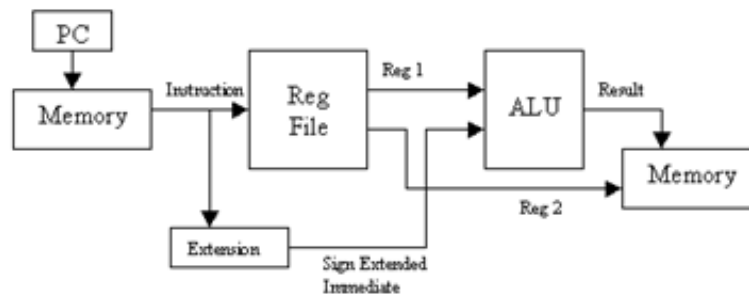 PC
Memory
Instruction
Reg
File
Reg 1
ALU
Result
Memory
Reg 2
Extension
Sign Extended
Immediate